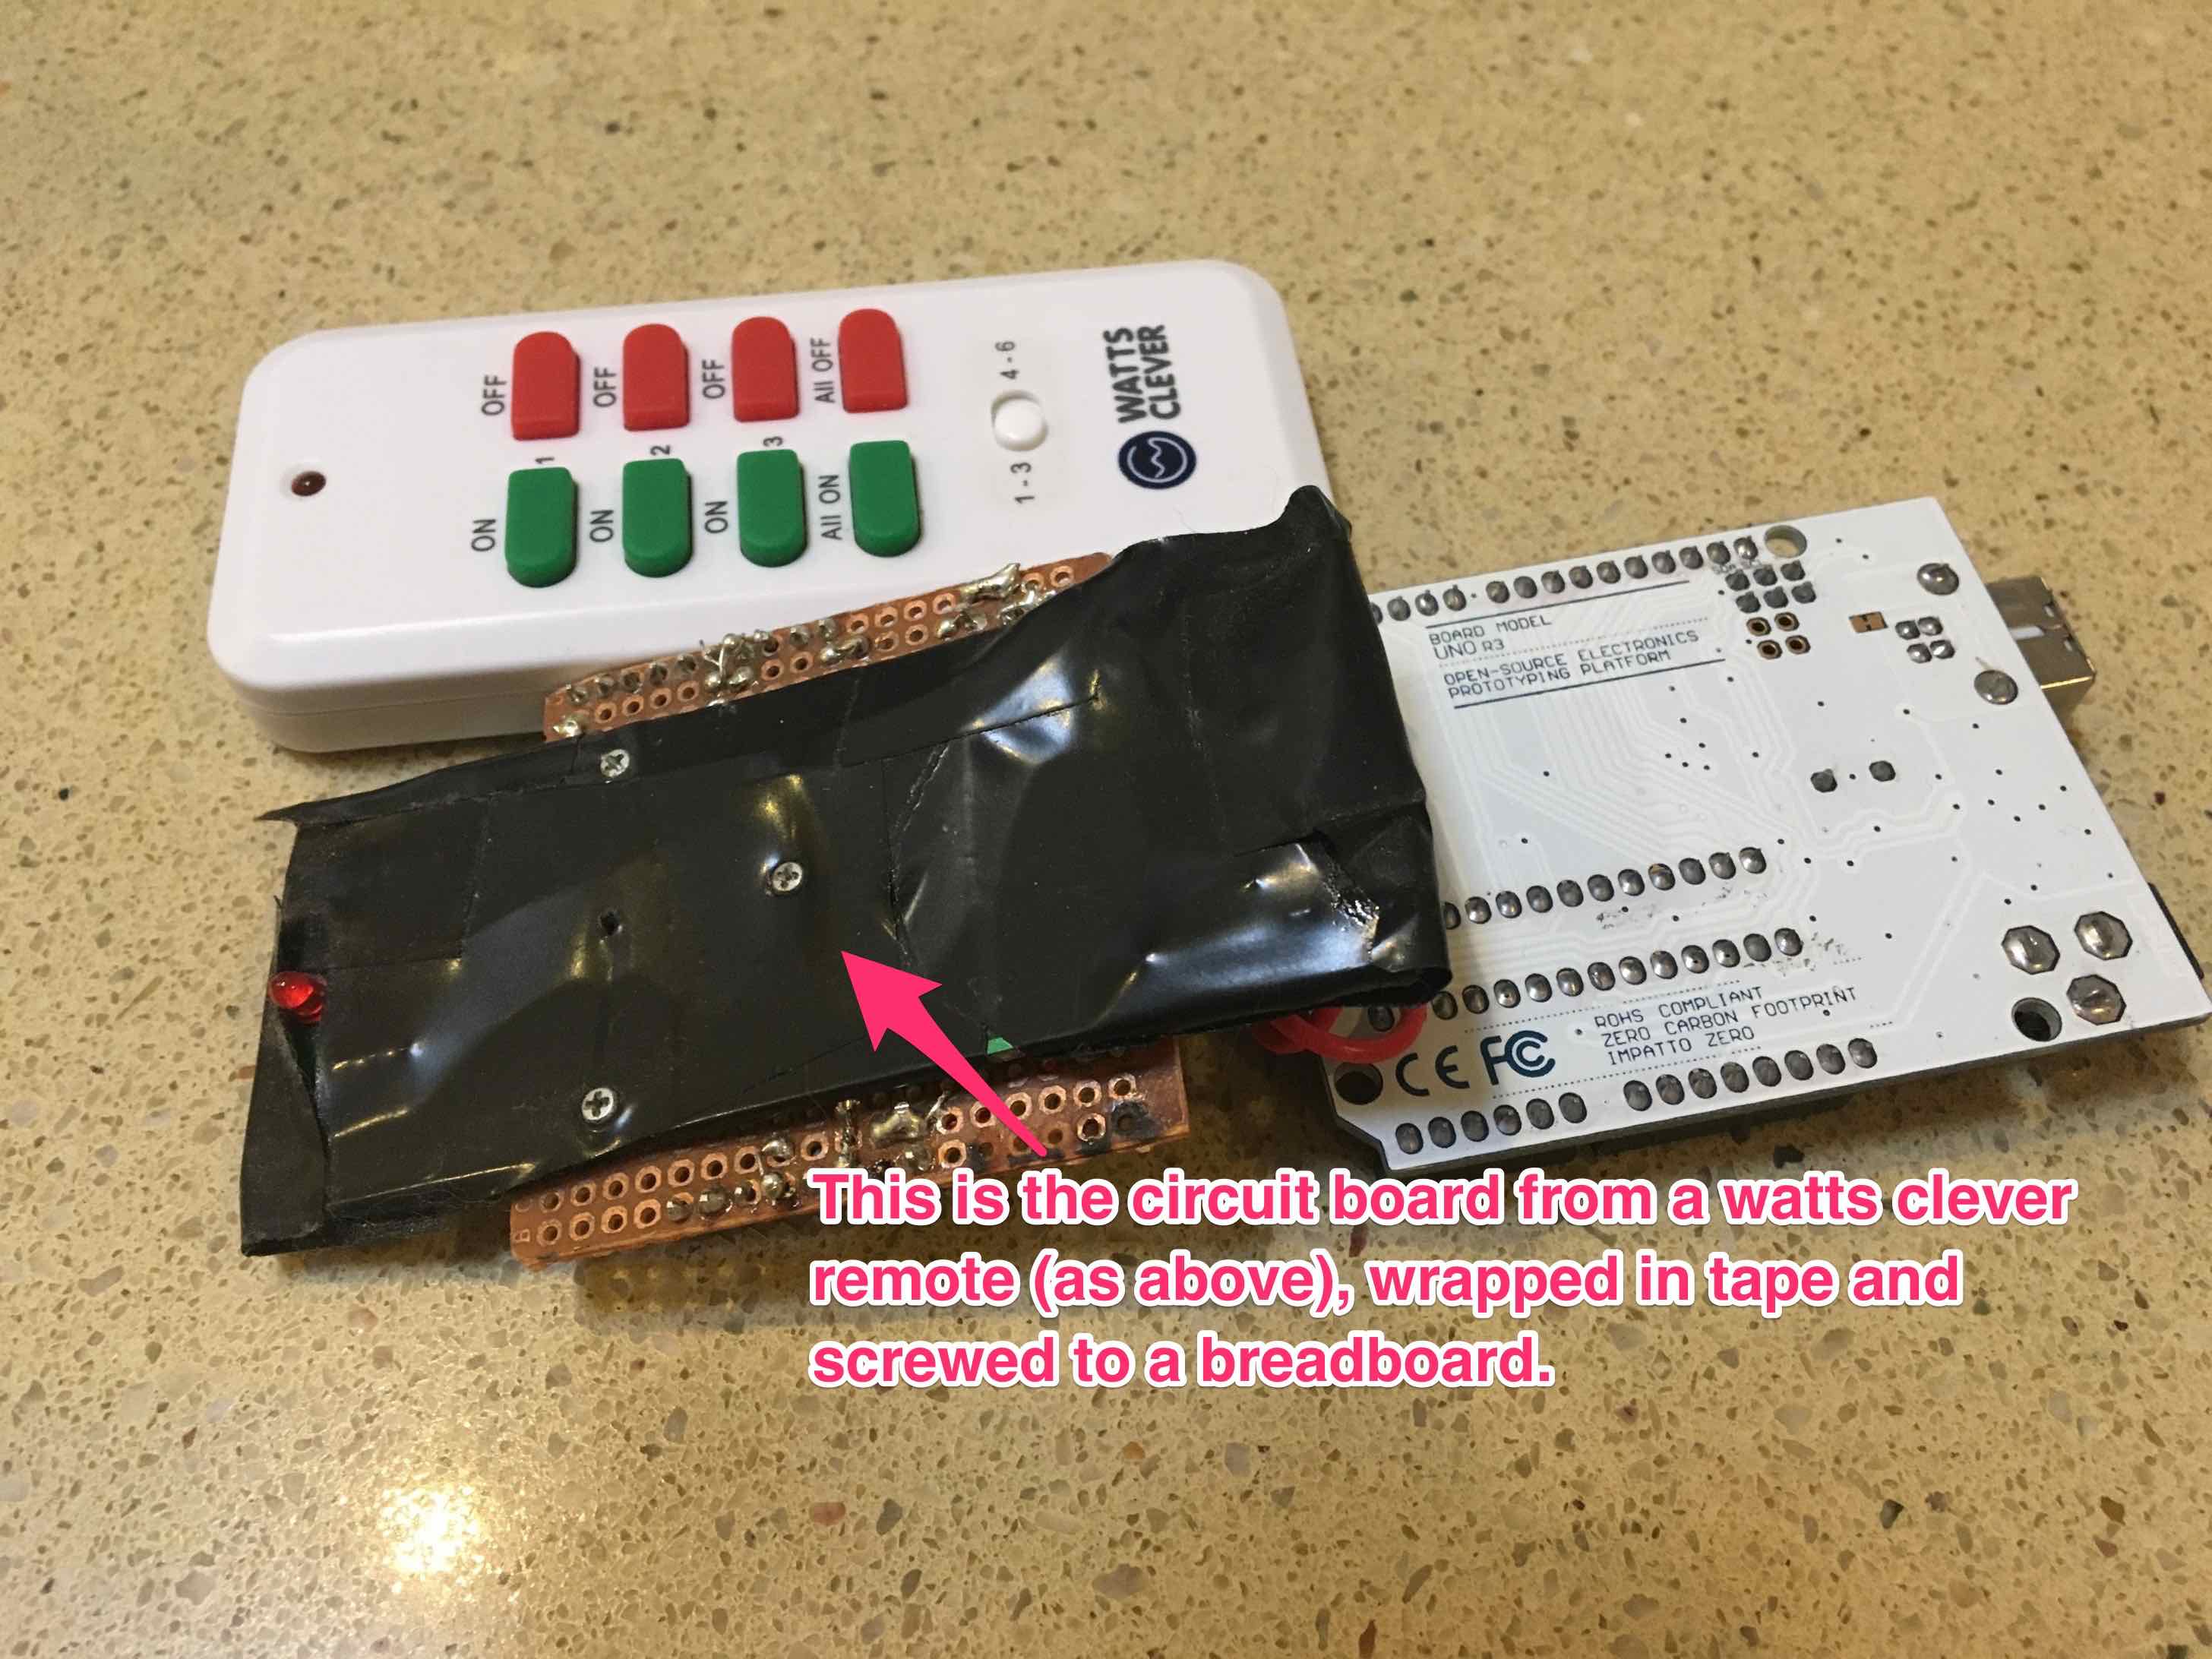 OFF
OFF
OFF
All OFF
1
2
3
ON
ON
ON
All ON
4 - 6
1 - 3
WATTS
CLEVER
BOARD MODEL
UNO R3
OPEN-SOURCE ELECTRONICS
PROTOTYPING PLATFORM
ROHS COMPLIANT
ZERO CARBON FOOTPRINT
IMPATTO ZERO
CE FC
This is the circuit board from a watts clever
remote (as above), wrapped in tape and
screwed to a breadboard.